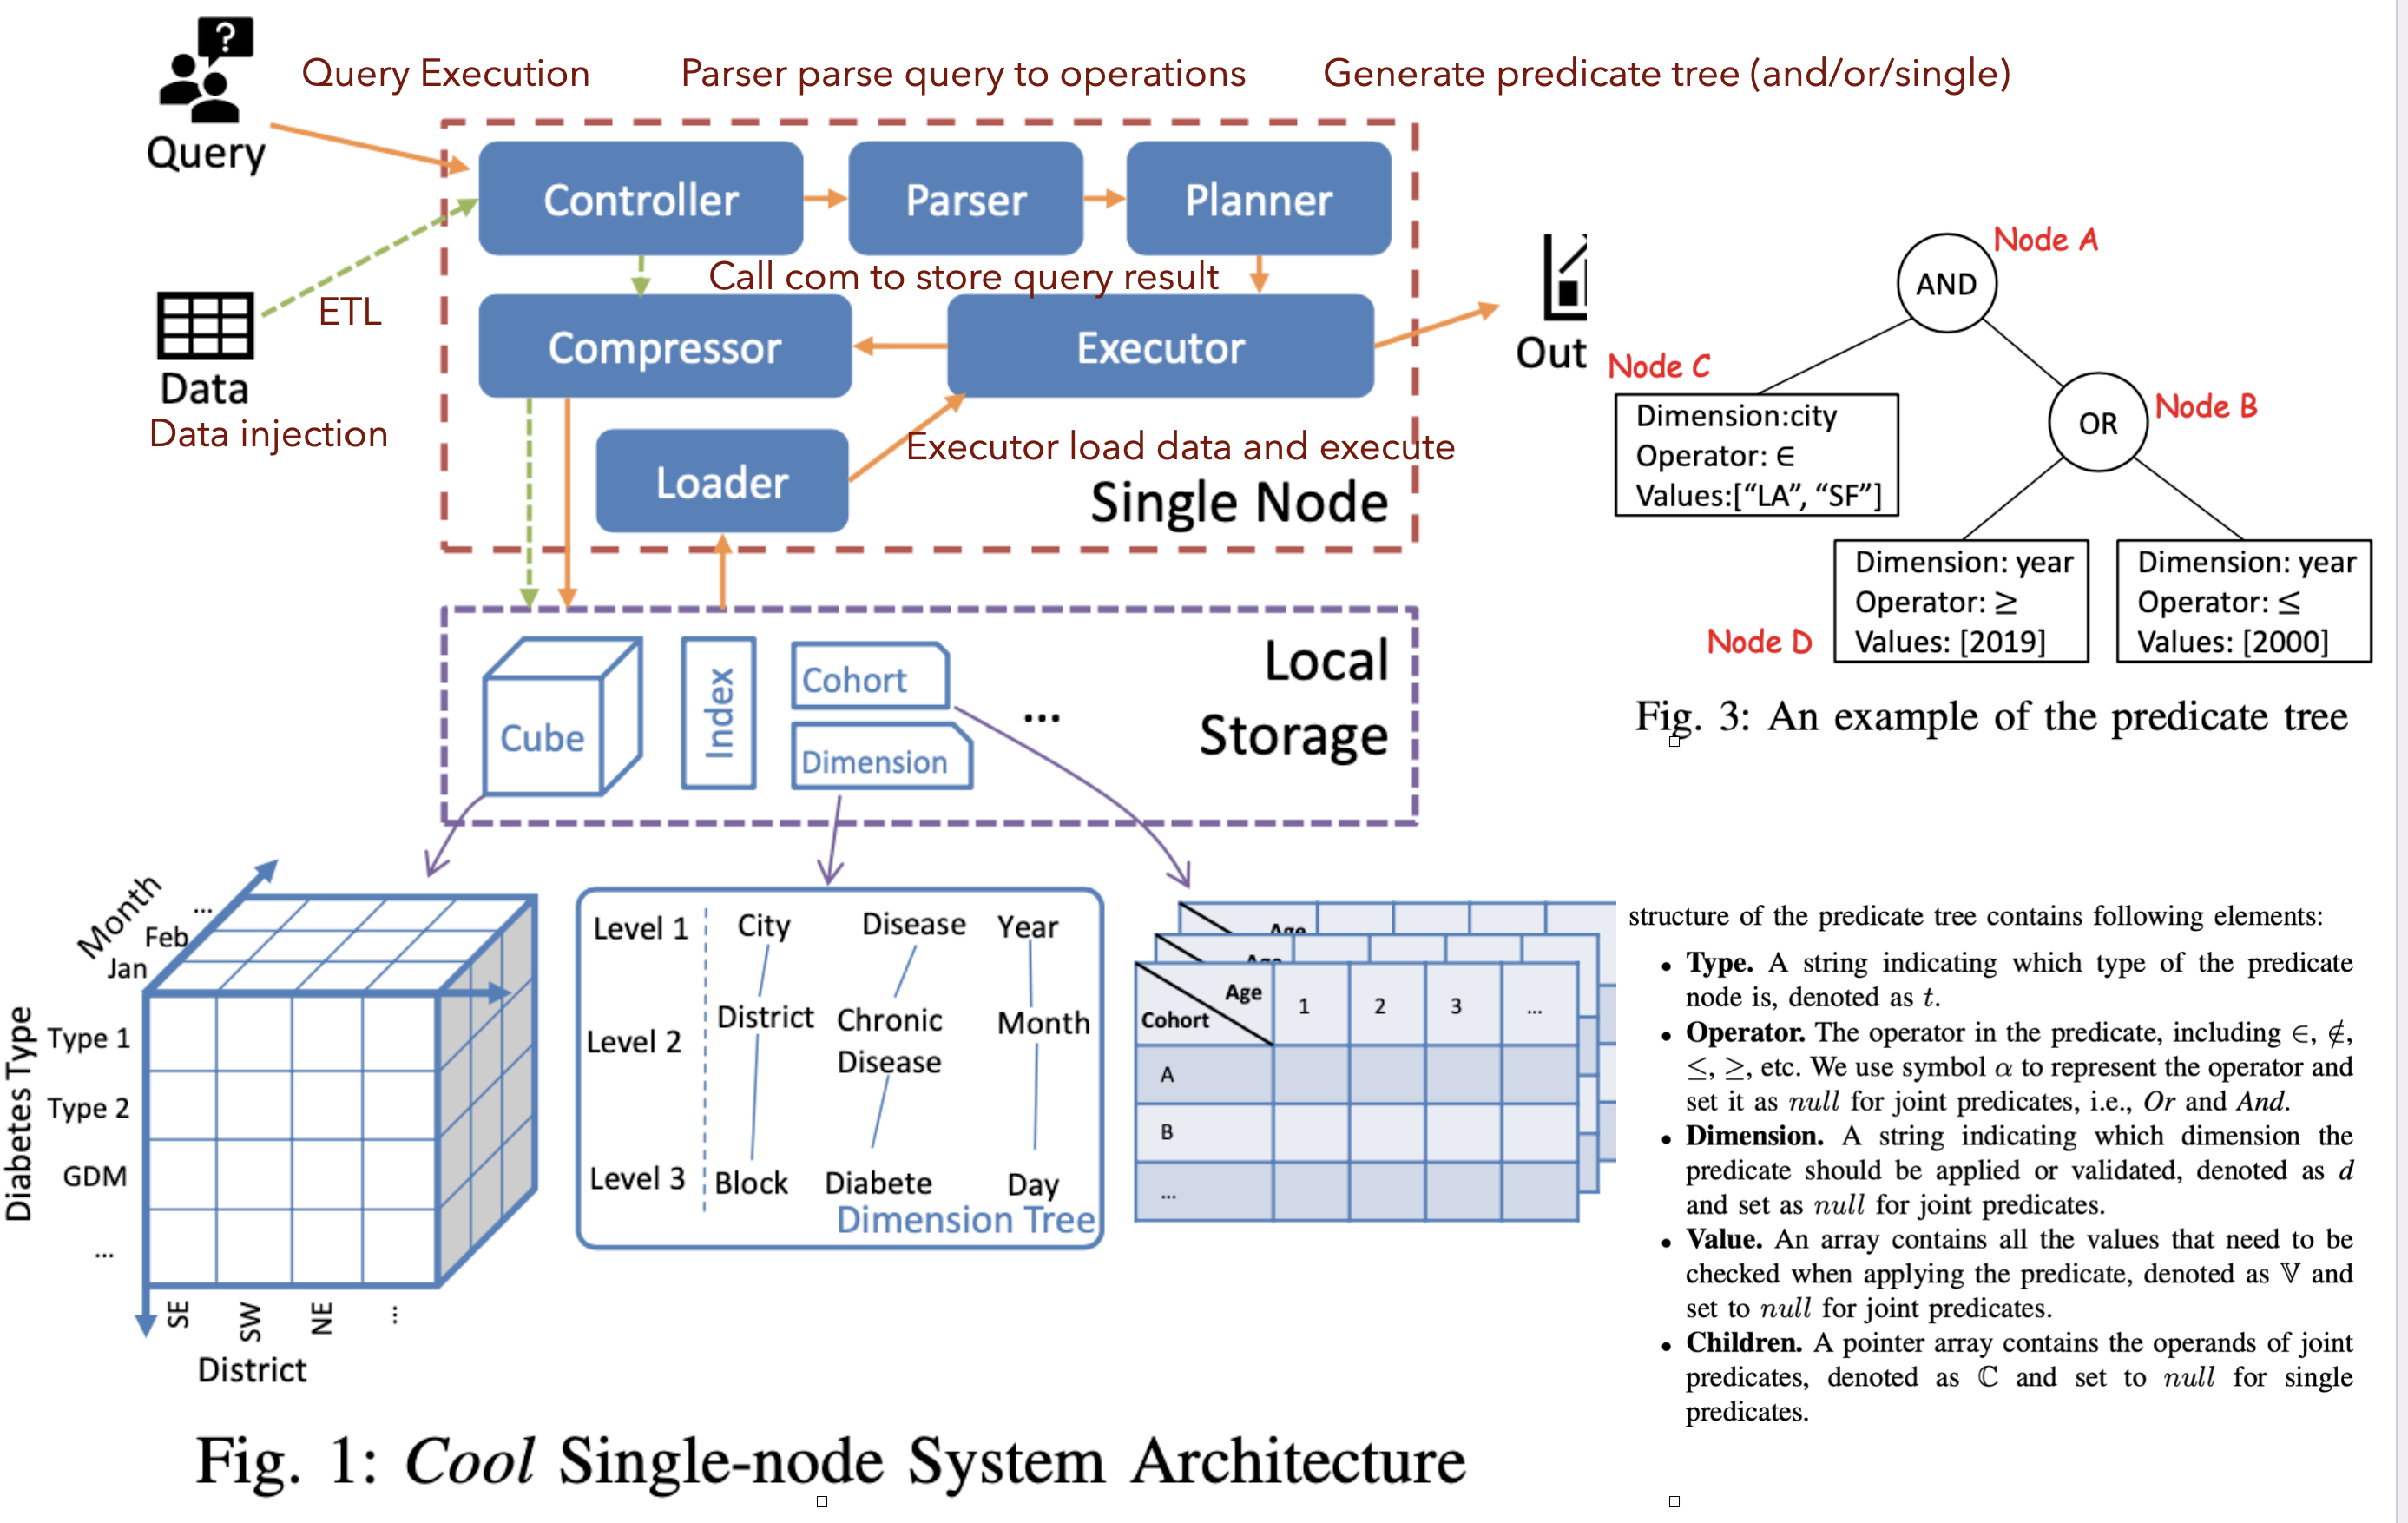 ?
Query Execution
Parser parse query to operations
Generate predicate tree (and/or/single)
Query
Controller
Parser
Planner
Call com to store query result
ETL
Compressor
Executor
Out
Data
Data injection
Executor load data and execute
Loader
Single Node
Local
Storage
Cube
Index
Cohort
Dimension
...
Month
...
Feb
Jan
Diabetes Type
Type 1
Type 2
GDM
...
SE
SW
NE
...
District
Level 1
City
Disease
Year
Level 2
District
Chronic
Disease
Month
Level 3
Block
Diabete
Day
Dimension Tree
Age
Age
Age
Cohort
1
2
3
...
A
B
...
Fig. 1: Cool Single-node System Architecture
Node A
AND
Node C
Dimension:city
Operator: ∈
Values:[“LA”, “SF”]
Node B
OR
Dimension: year
Operator: ≥
Values: [2019]
Node D
Dimension: year
Operator: ≤
Values: [2000]
Fig. 3: An example of the predicate tree
structure of the predicate tree contains following elements:
• Type. A string indicating which type of the predicate
node is, denoted as t.
• Operator. The operator in the predicate, including ∈, ∉,
≤, ≥, etc. We use symbol α to represent the operator and
set it as null for joint predicates, i.e., Or and And.
• Dimension. A string indicating which dimension the
predicate should be applied or validated, denoted as d
and set as null for joint predicates.
• Value. An array contains all the values that need to be
checked when applying the predicate, denoted as 𝕍 and
set to null for joint predicates.
• Children. A pointer array contains the operands of joint
predicates, denoted as ℂ and set to null for single
predicates.